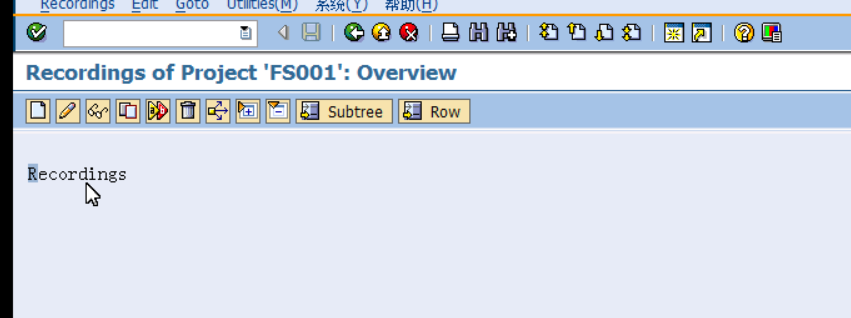 Recordings Edit Goto Utilities(M) 系统(Y) 帮助(H)
Recordings of Project 'FS001': Overview
Subtree Row
Recordings